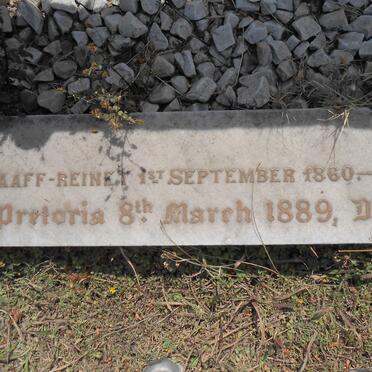 AAFF-REINET 1ST SEPTEMBER 1860.—
Pretoria 8th March 1889, D